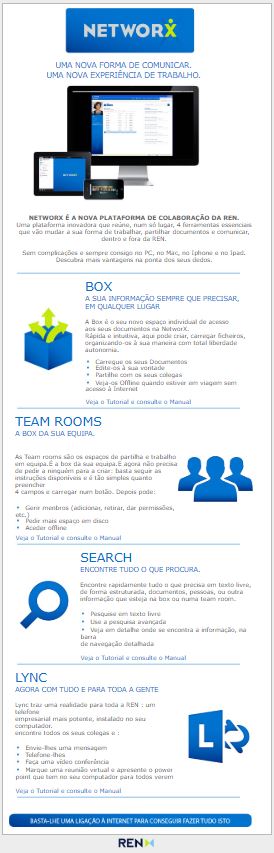 NETWORX
UMA NOVA FORMA DE COMUNICAR.
UMA NOVA EXPERIÊNCIA DE TRABALHO.
NETWORX É A NOVA PLATAFORMA DE COLABORAÇÃO DA REN.
Uma plataforma inovadora que reúne, num só lugar, 4 ferramentas essenciais
que vão mudar a sua forma de trabalhar, partilhar documentos e comunicar,
dentro e fora da REN.
Sem complicações e sempre consigo no PC, no Mac, no Iphone e no Ipad.
Descubra mais vantagens na ponta dos seus dedos.
BOX
A SUA INFORMAÇÃO SEMPRE QUE PRECISAR,
EM QUALQUER LUGAR
A Box é o seu novo espaço individual de acesso
aos seus documentos na NetworX.
Rápida e intuitiva, aqui pode criar, carregar ficheiros,
organizando-os à sua maneira com total liberdade
autonomia.
• Carregue os seus Documentos
• Edite-os à sua vontade
• Partilhe com os seus colegas
• Veja-os Offline quando estiver em viagem sem
acesso à Internet
Veja o Tutorial e consulte o Manual
TEAM ROOMS
A BOX DA SUA EQUIPA.
As Team rooms são os espaços de partilha e trabalho
em equipa.É a box da sua equipa.E agora não precisa
de pedir a ninguém para a criar: basta seguir as
instruções disponíveis e é tão simples quanto
preencher
4 campos e carregar num botão. Depois pode:
• Gerir membros (adicionar, retirar, dar permissões,
etc.)
• Pedir mais espaço em disco
• Aceder offline
Veja o Tutorial e consulte o Manual
SEARCH
ENCONTRE TUDO O QUE PROCURA.
Encontre rapidamente tudo o que precisa em texto livre,
de forma estruturada, documentos, pessoas, ou outra
informação que esteja na box ou numa team room.
• Pesquise em texto livre
• Use a pesquisa avançada
• Veja em detalhe onde se encontra a informação, na
barra
de navegação detalhada
Veja o Tutorial e consulte o Manual
LYNC
AGORA COM TUDO E PARA TODA A GENTE
Lync traz uma realidade para toda a REN : um
telefone
empresarial mais potente, instalado no seu
computador.
encontre todos os seus colegas e :
• Envie-lhes uma mensagem
• Telefone-lhes
• Faça uma vídeo conferência
• Marque uma reunião virtual e apresente o power
point que tem no seu computador para todos verem
Veja o Tutorial e consulte o Manual
BASTA-LHE UMA LIGAÇÃO À INTERNET PARA CONSEGUIR FAZER TUDO ISTO
REN